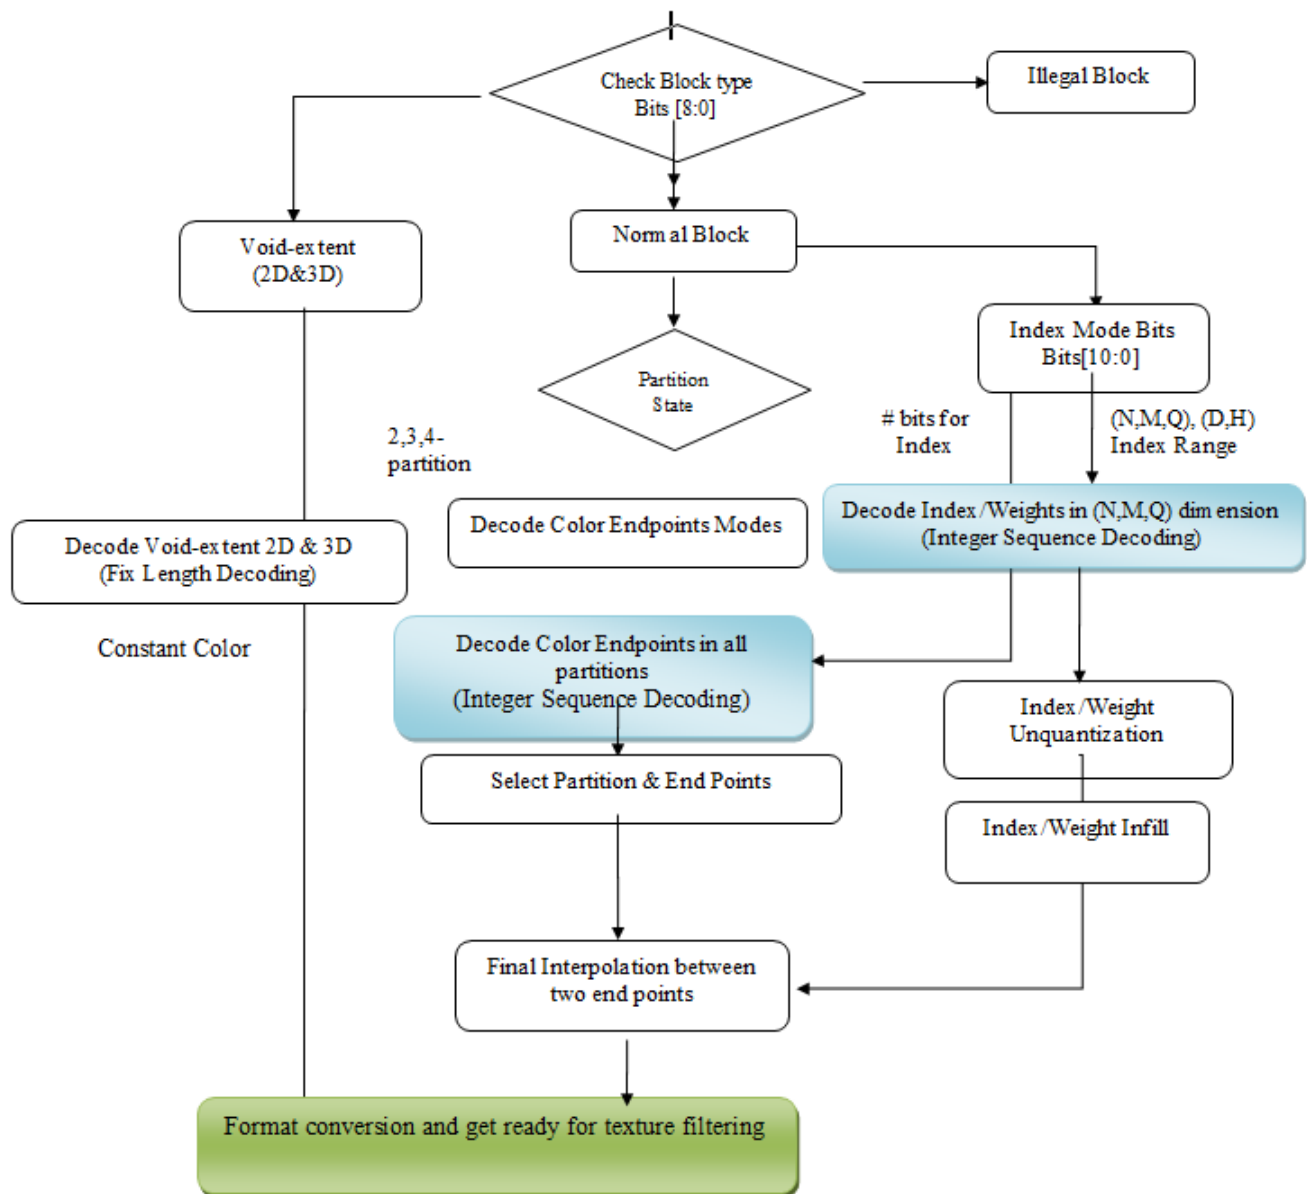 Check Block type
Bits [8:0]
Illegal Block
Void-extent
(2D&3D)
Normal Block
Index Mode Bits
Bits[10:0]
Partition
State
# bits for
Index
(N,M,Q), (D,H)
Index Range
2,3,4-
partition
Decode Color Endpoints Modes
Decode Index/Weights in (N,M,Q) dimension
(Integer Sequence Decoding)
Decode Void-extent 2D & 3D
(Fix Length Decoding)
Constant Color
Decode Color Endpoints in all
partitions
(Integer Sequence Decoding)
Index/Weight
Unquantization
Select Partition & End Points
Index/Weight Infill
Final Interpolation between
two end points
Format conversion and get ready for texture filtering